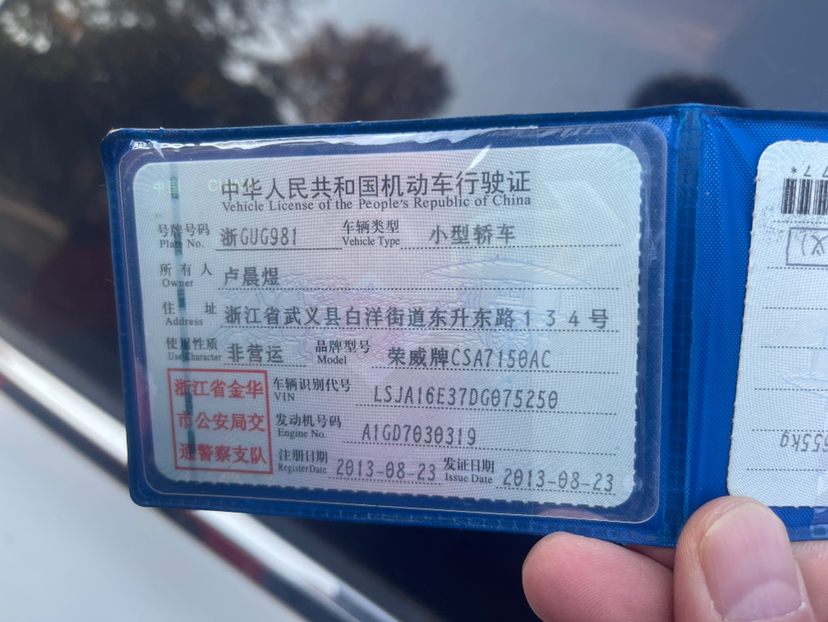 中华人民共和国机动车行驶证
Vehicle License of the People's Republic of China
号牌号码 浙GUG981 车辆类型 小型轿车
Plate No. Vehicle Type
所有人 卢晨煜
Owner
住址 浙江省武义县白洋街道东升东路134号
Address
使用性质 非营运 品牌型号 荣威牌CSA7150AC
Use Character Model
浙江省金华
市公安局交
通警察支队
车辆识别代号 LSJA16E37DG075250
VIN
发动机号码 A1GD7030319
Engine No.
注册日期 2013-08-23 发证日期 2013-08-23
Register Date Issue Date